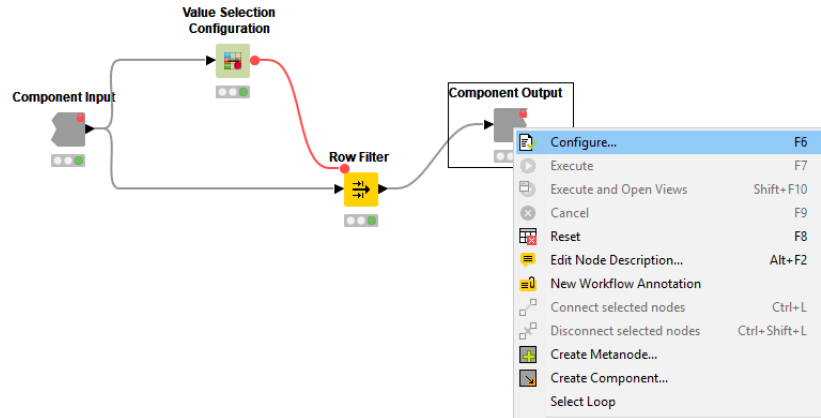 Value Selection
Configuration
Component Input
Component Output
Row Filter
Configure... F6
Execute F7
Execute and Open Views Shift+F10
Cancel F9
Reset F8
Edit Node Description... Alt+F2
New Workflow Annotation
Connect selected nodes Ctrl+L
Disconnect selected nodes Ctrl+Shift+L
Create Metanode...
Create Component...
Select Loop